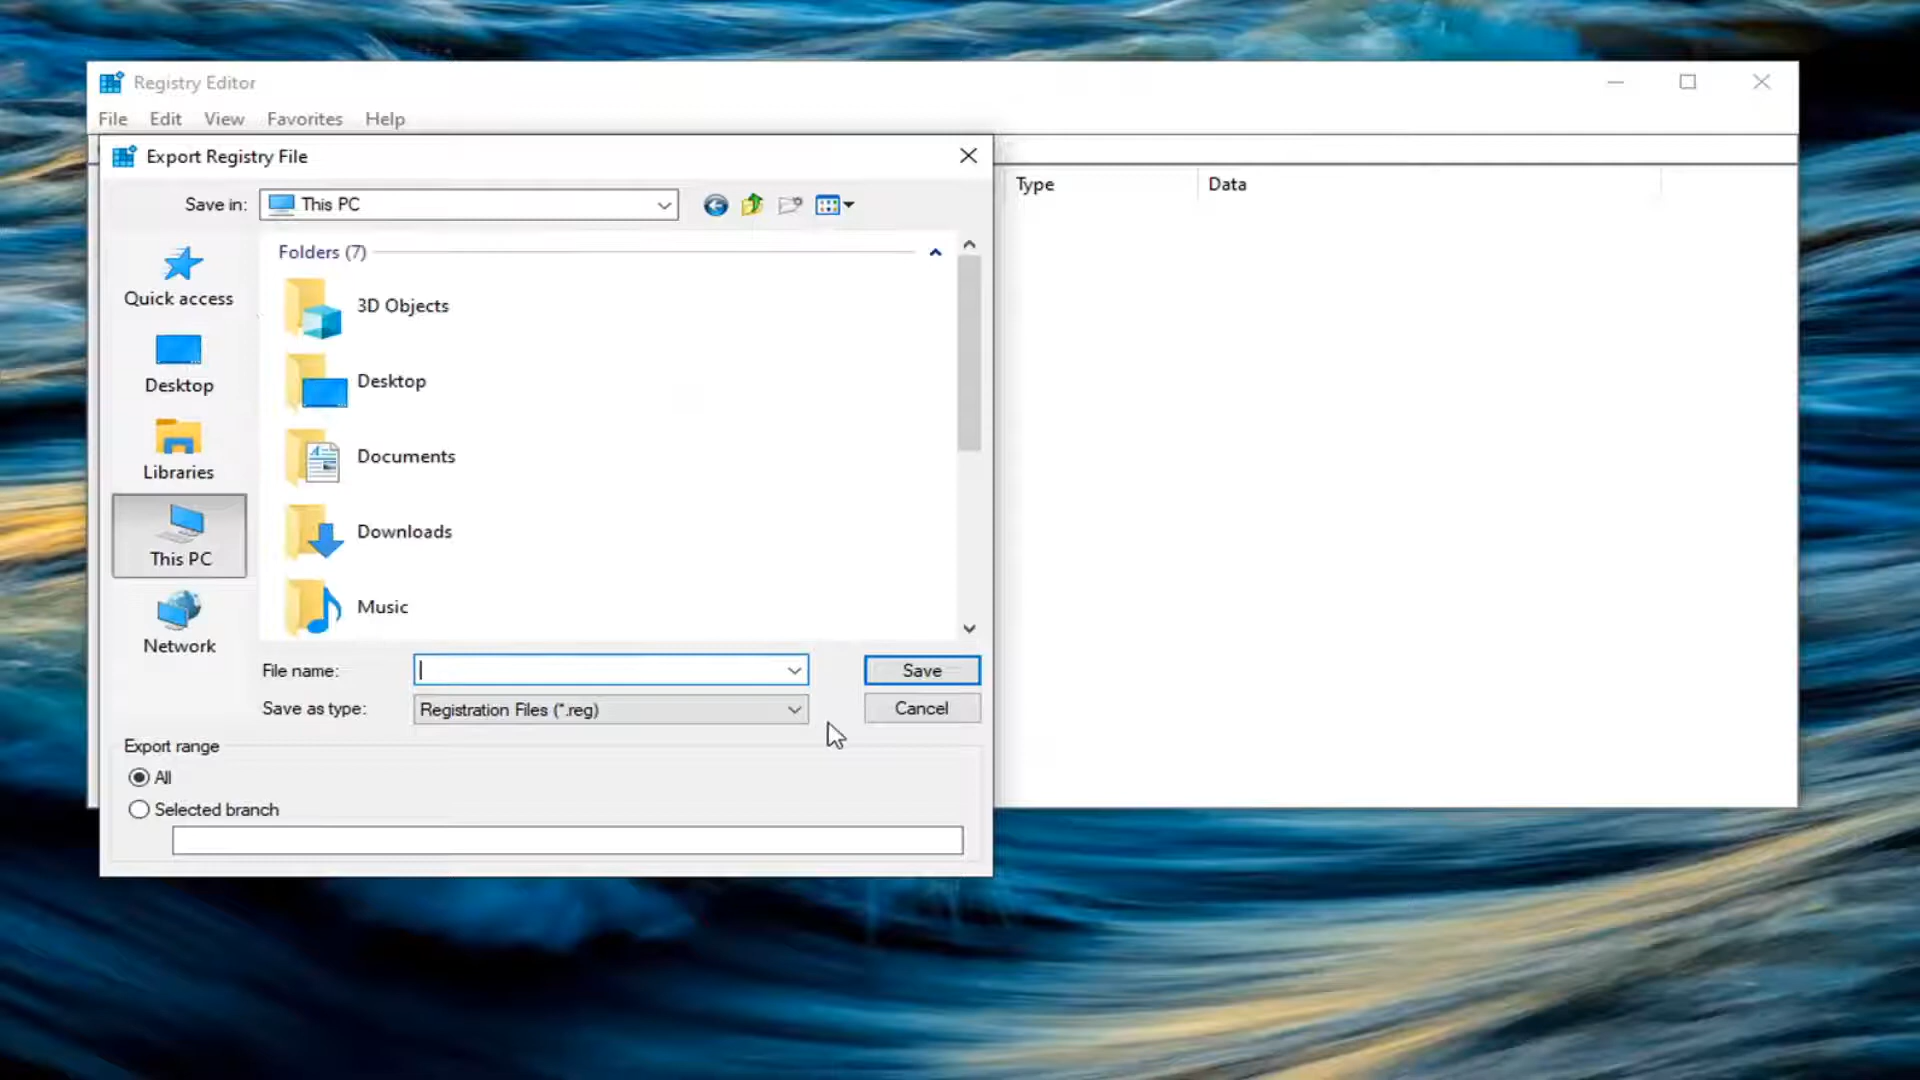 Registry Editor
File Edit View Favorites Help
Export Registry File
Save in: This PC
Type Data
Folders (7)
Quick access
3D Objects
Desktop
Desktop
Libraries
Documents
This PC
Downloads
Network
Music
File name: Save
Save as type: Registration Files (*.reg) Cancel
Export range
All
Selected branch